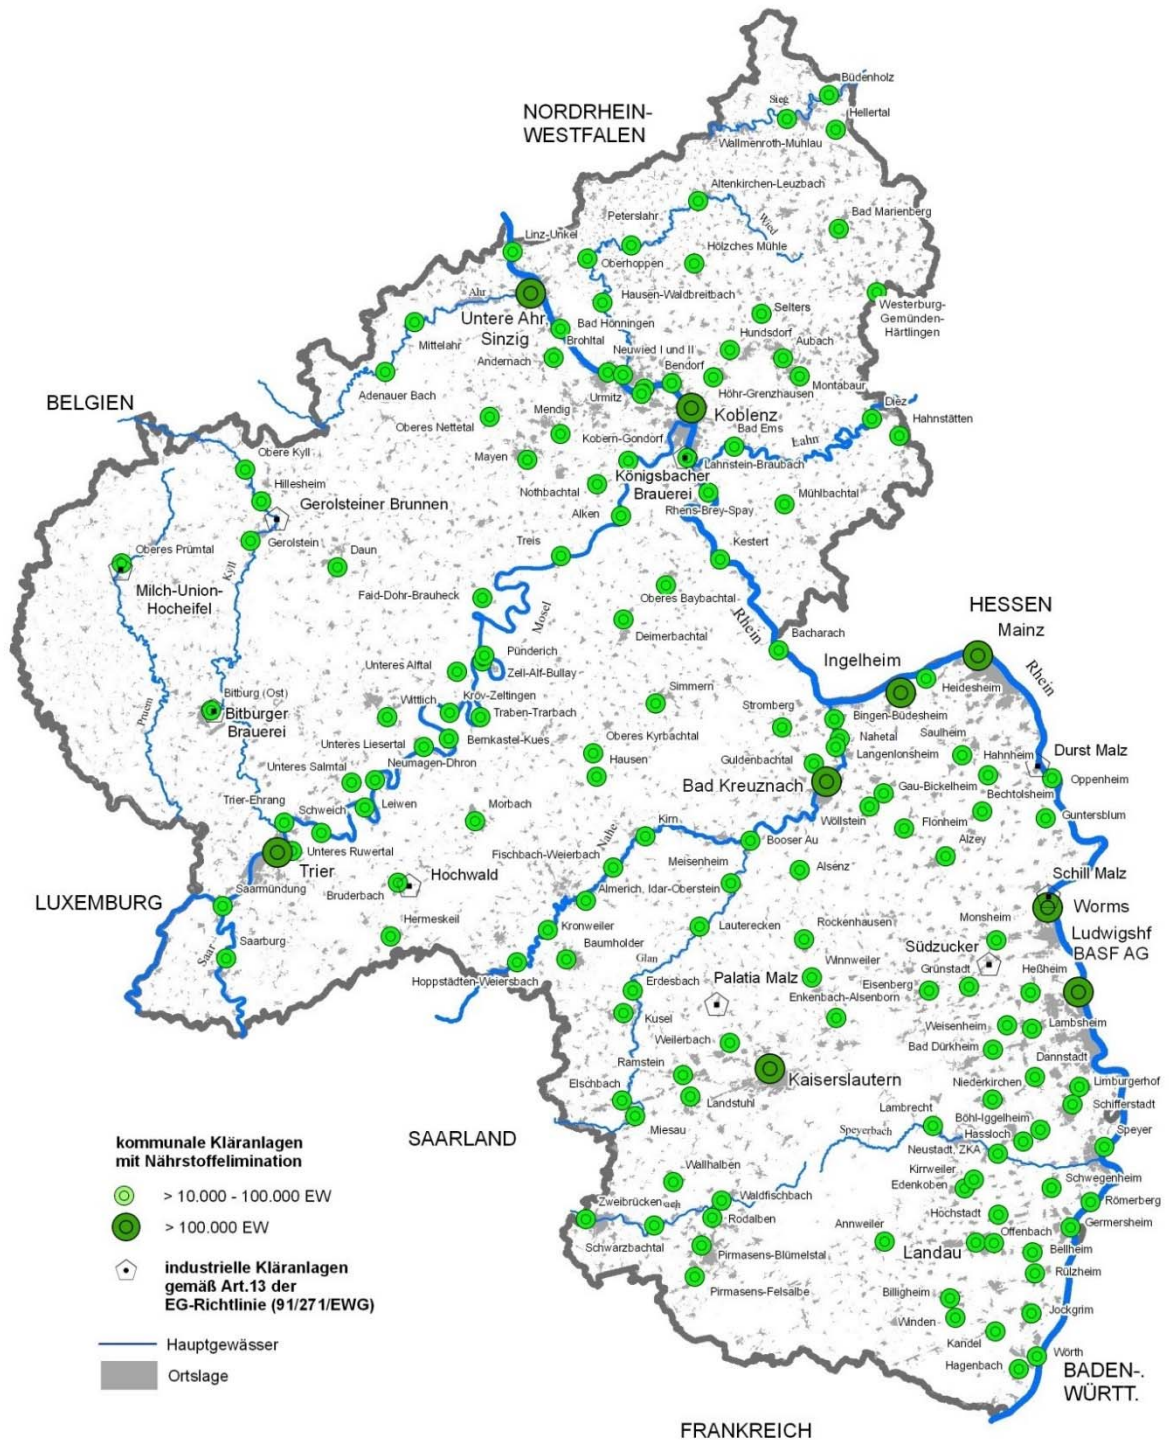 Büdenholz
Sieg
NORDRHEIN-
WESTFALEN
Hellertal
Wallmenroth-Muhlau
Altenkirchen-Leuzbach
Peterslahr
Wied
Bad Marienberg
Linz-Unkel
Hölzches Mühle
Oberhoppen
Ahr
Hausen-Waldbreitbach
Westerburg-
Gemünden-
Härtlingen
Selters
Untere Ahr
Sinzig
Bad Hönningen
Hundsdorf
Mittelahr
Brohltal
Aubach
Andernach
Neuwied I und II
Bendorf
Montabaur
Adenauer Bach
Urmitz
Höhr-Grenzhausen
BELGIEN
Diez
Mendig
Koblenz
Hahnstätten
Oberes Nettetal
Bad Ems
Kobern-Gondorf
Lahn
Obere Kyll
Mayen
Lahnstein-Braubach
Königsbacher
Brauerei
Hillesheim
Nothbachtal
Mühlbachtal
Gerolsteiner Brunnen
Rhens-Brey-Spay
Alken
Gerolstein
Treis
Kestert
Oberes Prümtal
Daun
Kyll
Milch-Union-
Hocheifel
Faid-Dohr-Brauheck
Oberes Baybachtal
HESSEN
Mosel
Rhein
Mainz
Bacharach
Deimerbachtal
Pünderich
Ingelheim
Unteres Alftal
Zell-Alf-Bullay
Rhein
Heidesheim
Simmern
Bitburg (Ost)
Wittlich
Kröv-Zeltingen
Stromberg
Bitburger
Brauerei
Pruem
Traben-Trarbach
Bingen-Büdesheim
Saulheim
Oberes Kyrbachtal
Nahetal
Bernkastel-Kues
Unteres Liesertal
Langenlonsheim
Hahnheim
Durst Malz
Hausen
Guldenbachtal
Neumagen-Dhron
Unteres Salmtal
Oppenheim
Bad Kreuznach
Gau-Bickelheim
Bechtolsheim
Trier-Ehrang
Schweich
Leiwen
Morbach
Guntersblum
Wöllstein
Flonheim
Kirn
Nahe
Alzey
Booser Au
Unteres Ruwertal
Fischbach-Weierbach
Meisenheim
Trier
Alsenz
Hochwald
Schill Malz
Saarmündung
Bruderbach
Almerich, Idar-Oberstein
LUXEMBURG
Worms
Monsheim
Hermeskeil
Rockenhausen
Lauterecken
Kronweiler
Ludwigshf
BASF AG
Saarburg
Saar
Baumholder
Südzucker
Glan
Winnweiler
Grünstadt
Heßheim
Hoppstädten-Weiersbach
Erdesbach
Palatia Malz
Eisenberg
Enkenbach-Alsenborn
Kusel
Weisenheim
Lambsheim
Weilerbach
Bad Dürkheim
Dannstadt
Ramstein
Kaiserslautern
Niederkirchen
Limburgerhof
Elschbach
Landstuhl
Schifferstadt
Lambrecht
Böhl-Iggelheim
Miesau
Speyerbach
Hassloch
Speyer
SAARLAND
Neustadt, ZKA
Wallhalben
Kirrweiler
Edenkoben
Schwegenheim
Zweibrücken
ach
Waldfischbach
Römerberg
Hochstadt
Rodalben
Annweiler
Offenbach
Germersheim
Schwarzbachtal
Landau
Bellheim
Pirmasens-Blümelstal
Rülzheim
Pirmasens-Felsalbe
Billigheim
Jockgrim
Winden
Kandel
Wörth
Hagenbach
BADEN-.
WÜRTT.
FRANKREICH
kommunale Kläranlagen
mit Nährstoffelimination
> 10.000 - 100.000 EW
> 100.000 EW
industrielle Kläranlagen
gemäß Art.13 der
EG-Richtlinie (91/271/EWG)
Hauptgewässer
Ortslage